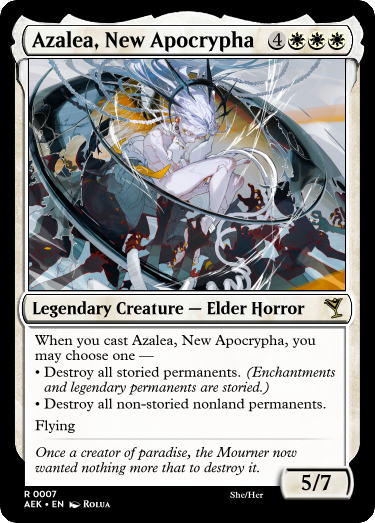 Azalea, New Apocrypha 4
Legendary Creature — Elder Horror
When you cast Azalea, New Apocrypha, you
may choose one —
• Destroy all storied permanents. (Enchantments
and legendary permanents are storied.)
• Destroy all non-storied nonland permanents.
Flying
Once a creator of paradise, the Mourner now
wanted nothing more than to destroy it.
5/7
R 0007
AEK • EN Rolua
She/Her